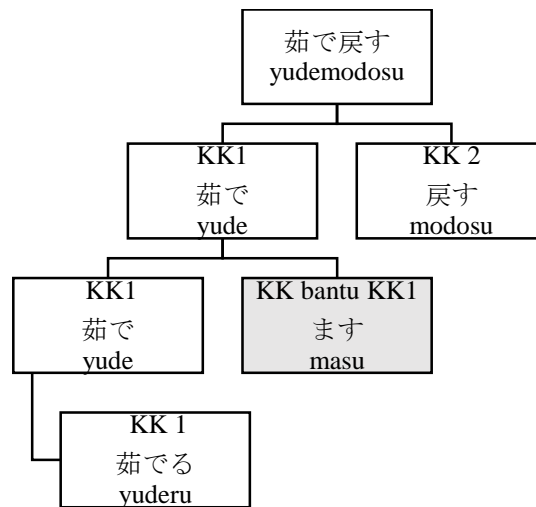 茹で戻す
yudemodosu
KK1
茹で
yude
KK 2
戻す
modosu
KK1
茹で
yude
KK bantu KK1
ます
masu
KK 1
茹でる
yuderu